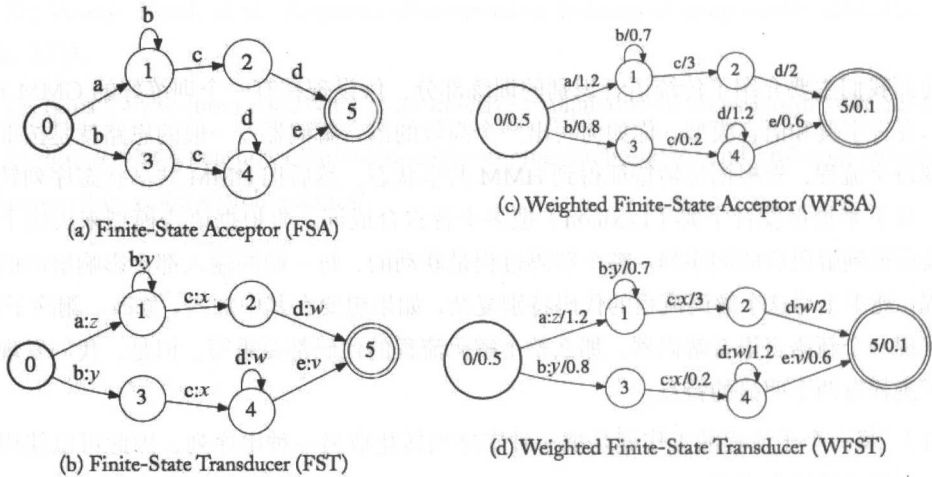 b
1
c
2
a
d
0
5
b
3
c
d
4
(a) Finite-State Acceptor (FSA)
b/0.7
a/1.2
1
c/3
2
d/2
0/0.5
5/0.1
b/0.8
3
c/0.2
d/1.2
4
e/0.6
(c) Weighted Finite-State Acceptor (WFSA)
b:y
a:z
1
c:x
2
d:w
0
5
b:y
3
c:x
d:w
4
e:v
(b) Finite-State Transducer (FST)
b:y/0.7
a:z/1.2
1
c:x/3
2
d:w/2
0/0.5
5/0.1
b:y/0.8
3
c:x/0.2
d:w/1.2
4
e:v/0.6
(d) Weighted Finite-State Transducer (WFST)